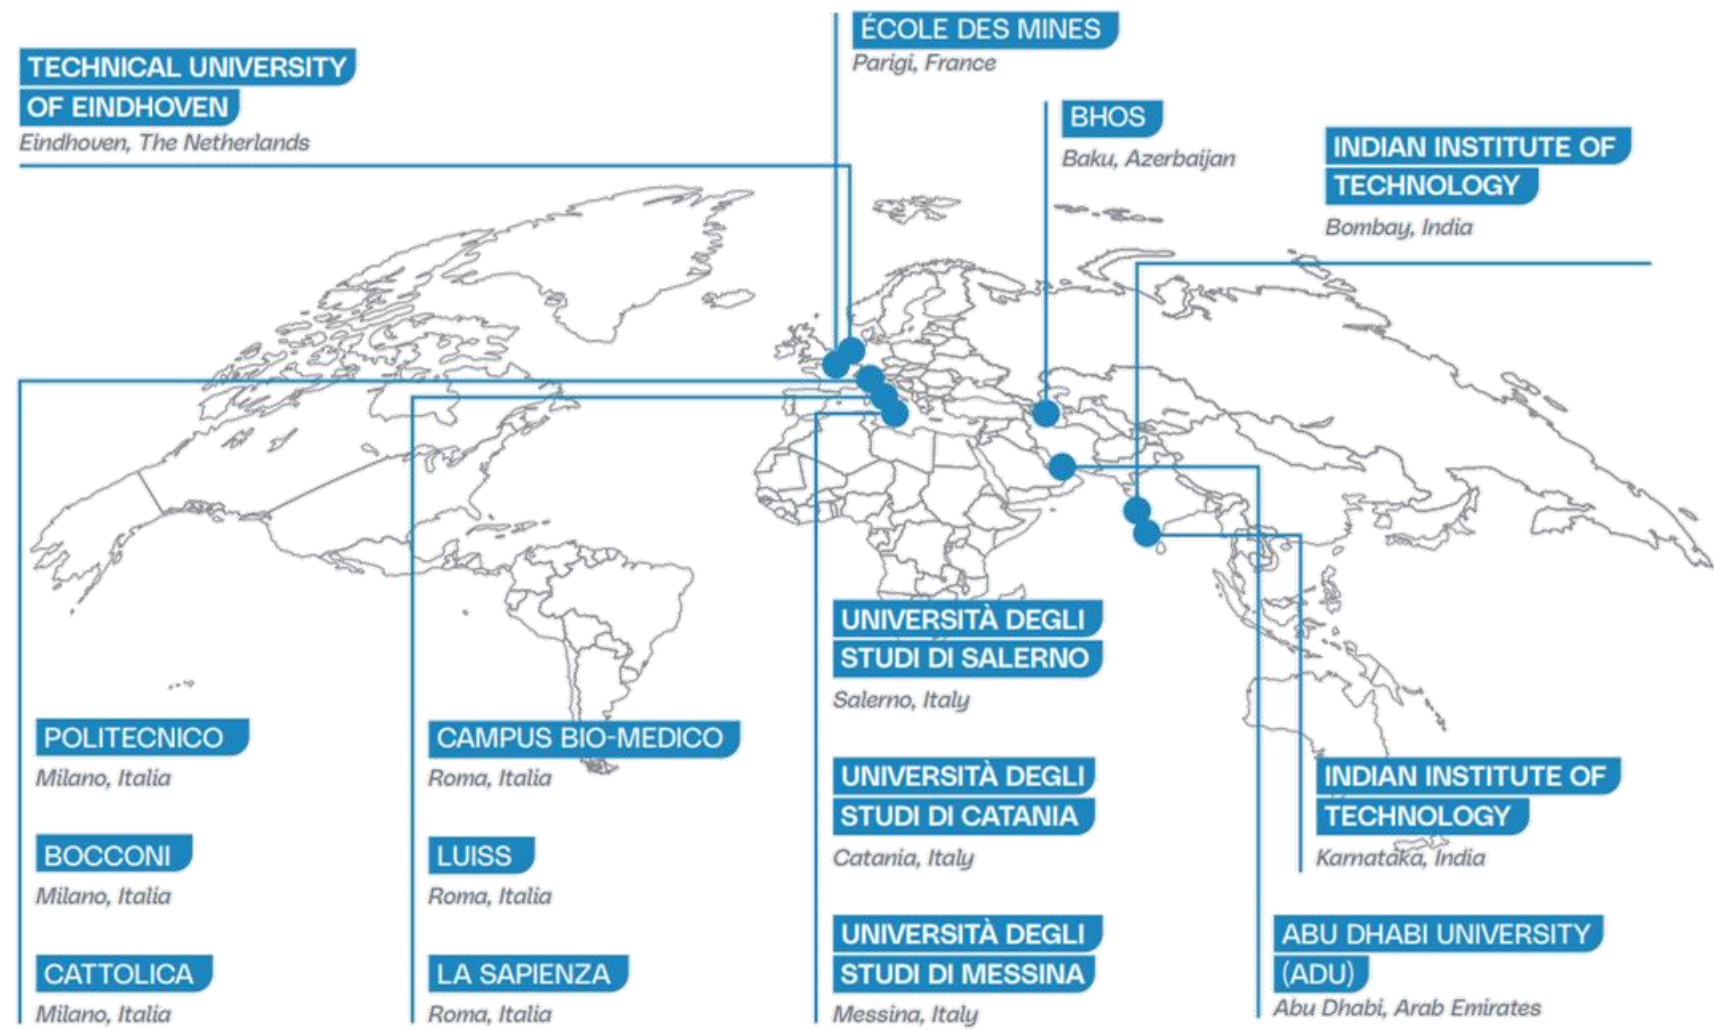 ÉCOLE DES MINES
Parigi, France
TECHNICAL UNIVERSITY
OF EINDHOVEN
Eindhoven, The Netherlands
BHOS
Baku, Azerbaijan
INDIAN INSTITUTE OF
TECHNOLOGY
Bombay, India
POLITECNICO
Milano, Italia
BOCCONI
Milano, Italia
CATTOLICA
Milano, Italia
CAMPUS BIO-MEDICO
Roma, Italia
LUISS
Roma, Italia
LA SAPIENZA
Roma, Italia
UNIVERSITÀ DEGLI
STUDI DI SALERNO
Salerno, Italy
UNIVERSITÀ DEGLI
STUDI DI CATANIA
Catania, Italy
UNIVERSITÀ DEGLI
STUDI DI MESSINA
Messina, Italy
INDIAN INSTITUTE OF
TECHNOLOGY
Karnataka, India
ABU DHABI UNIVERSITY
(ADU)
Abu Dhabi, Arab Emirates